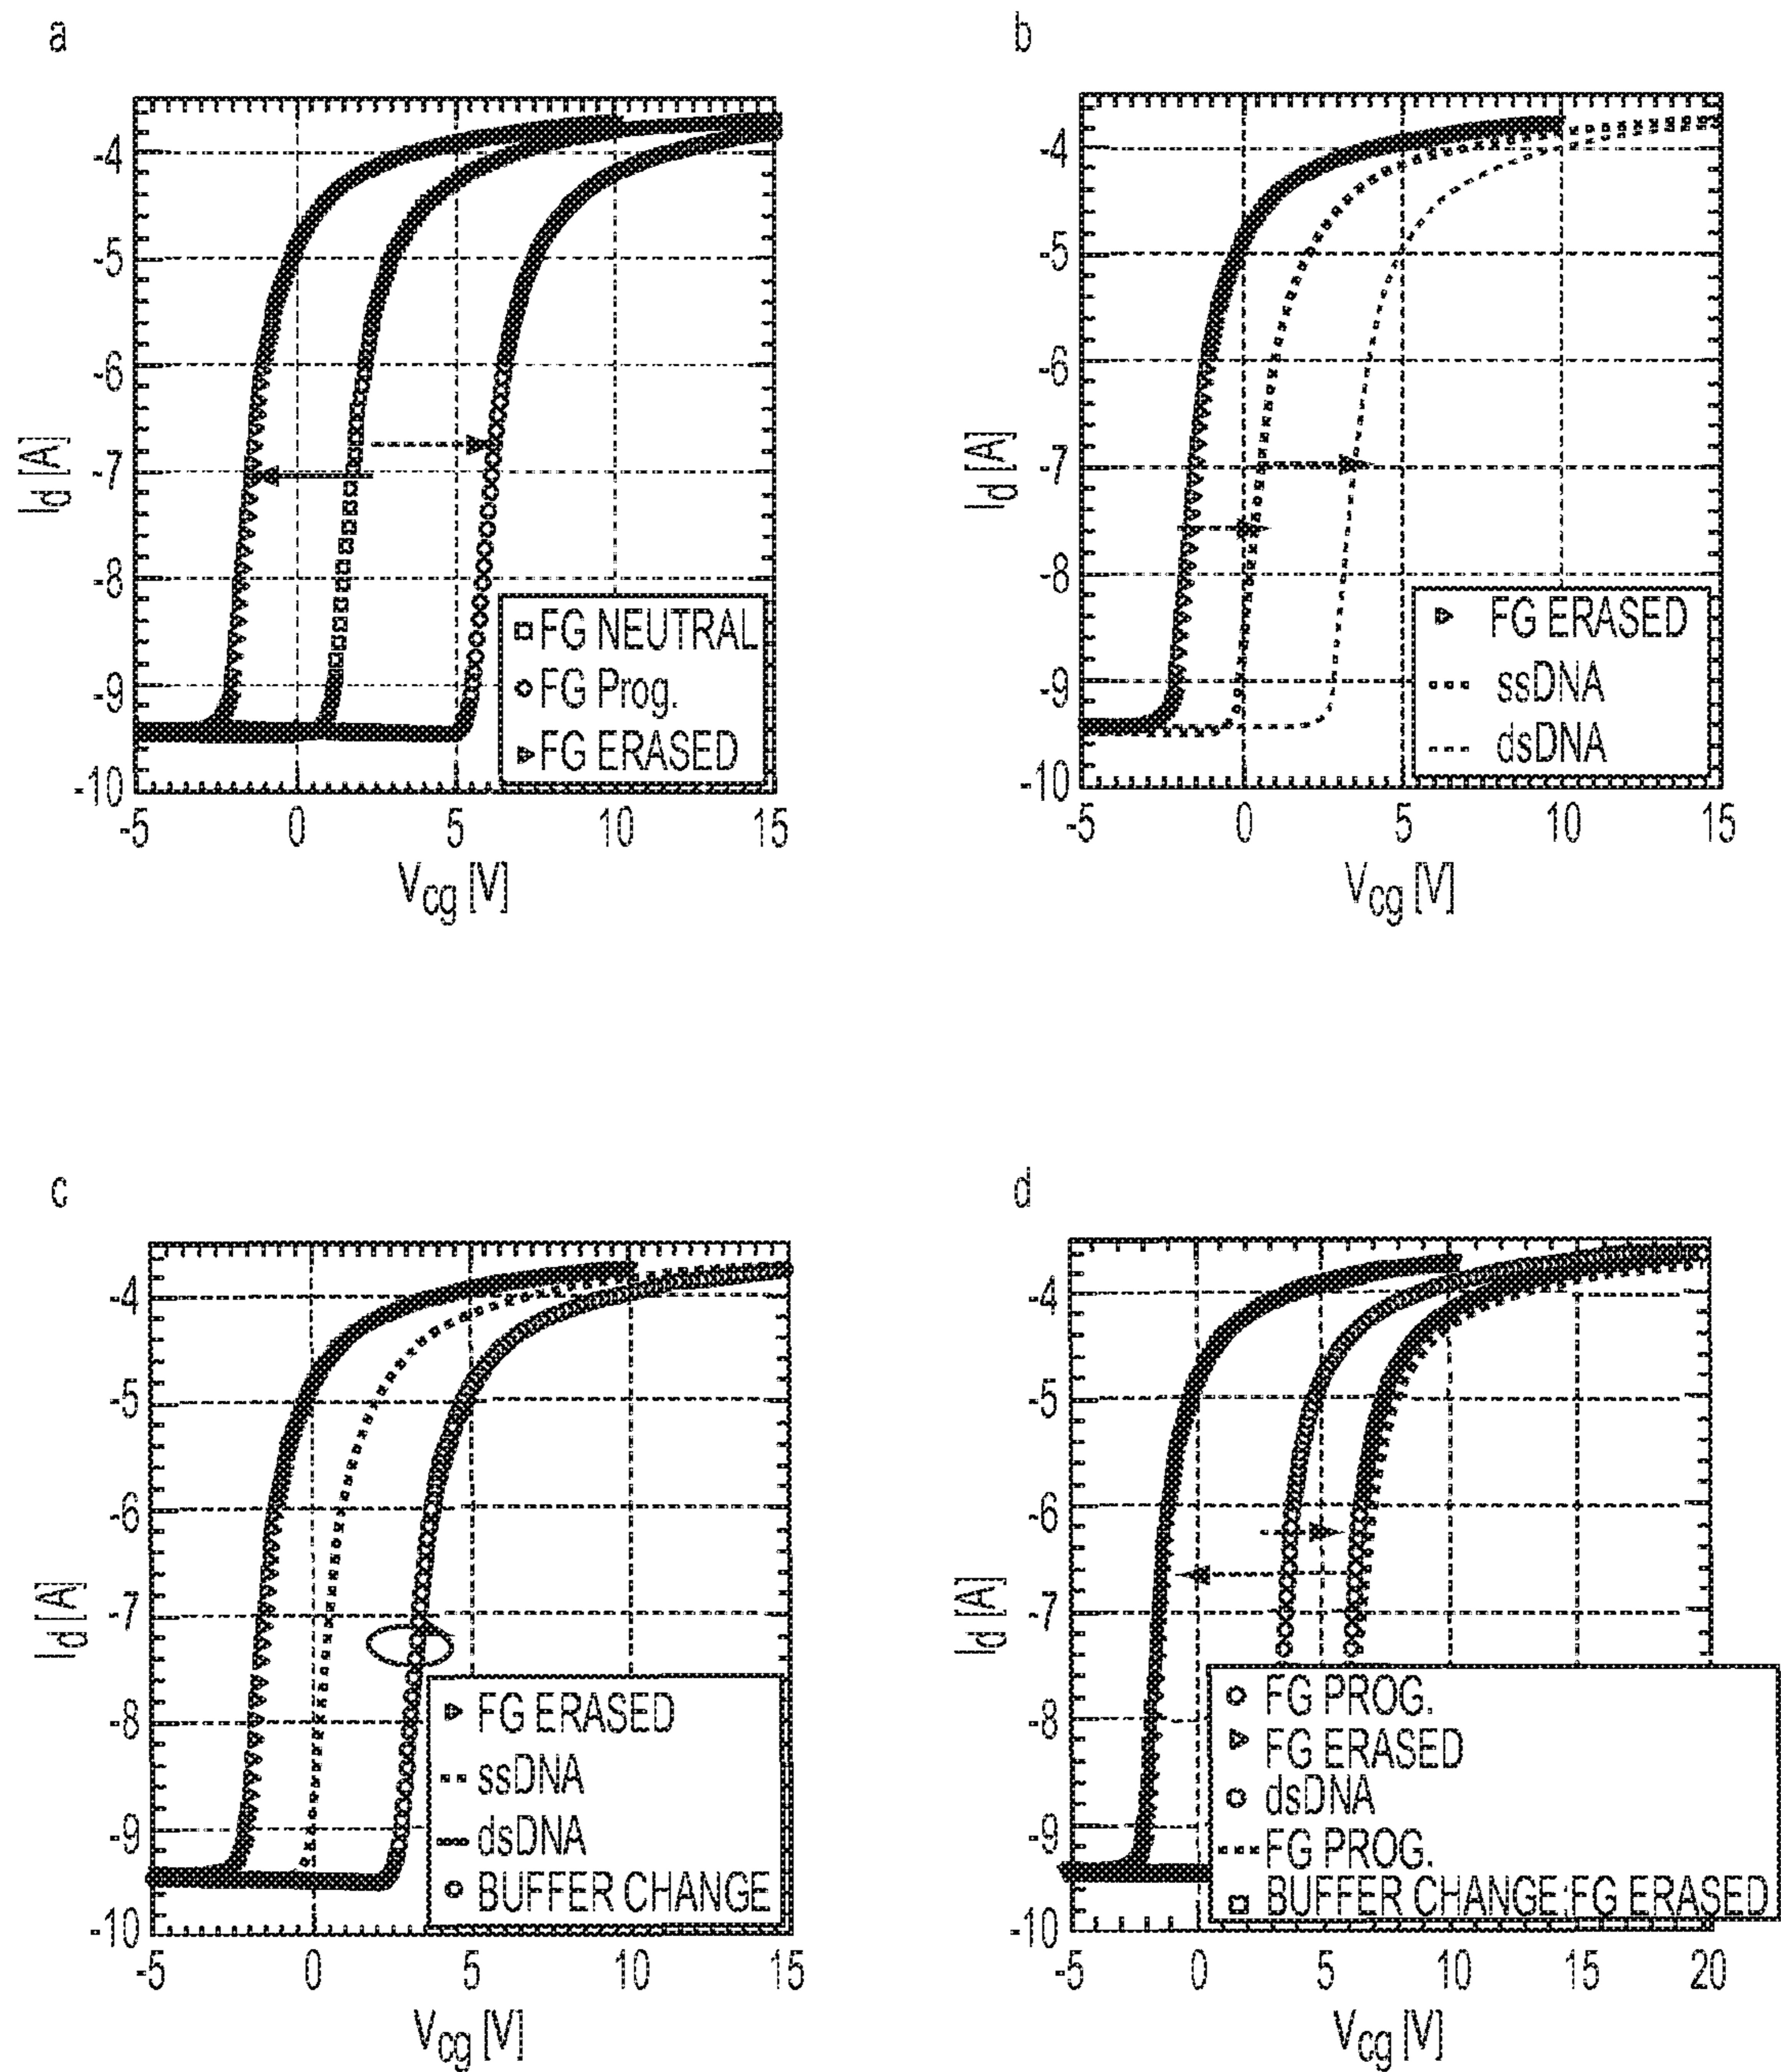 a
-4
-5
-6
-7
-8
-9
-10
Id [A]
FG NEUTRAL
FG Prog.
FG ERASED
-5 0 5 10 15
Vcg [V]
b
-4
-5
-6
-7
-8
-9
-10
Id [A]
FG ERASED
ssDNA
dsDNA
-5 0 5 10 15
Vcg [V]
c
-4
-5
-6
-7
-8
-9
-10
Id [A]
FG ERASED
ssDNA
dsDNA
BUFFER CHANGE
-5 0 5 10 15
Vcg [V]
d
-4
-5
-6
-7
-8
-9
-10
Id [A]
FG PROG.
FG ERASED
dsDNA
FG PROG.
BUFFER CHANGE;FG ERASED
-5 0 5 10 15 20
Vcg [V]